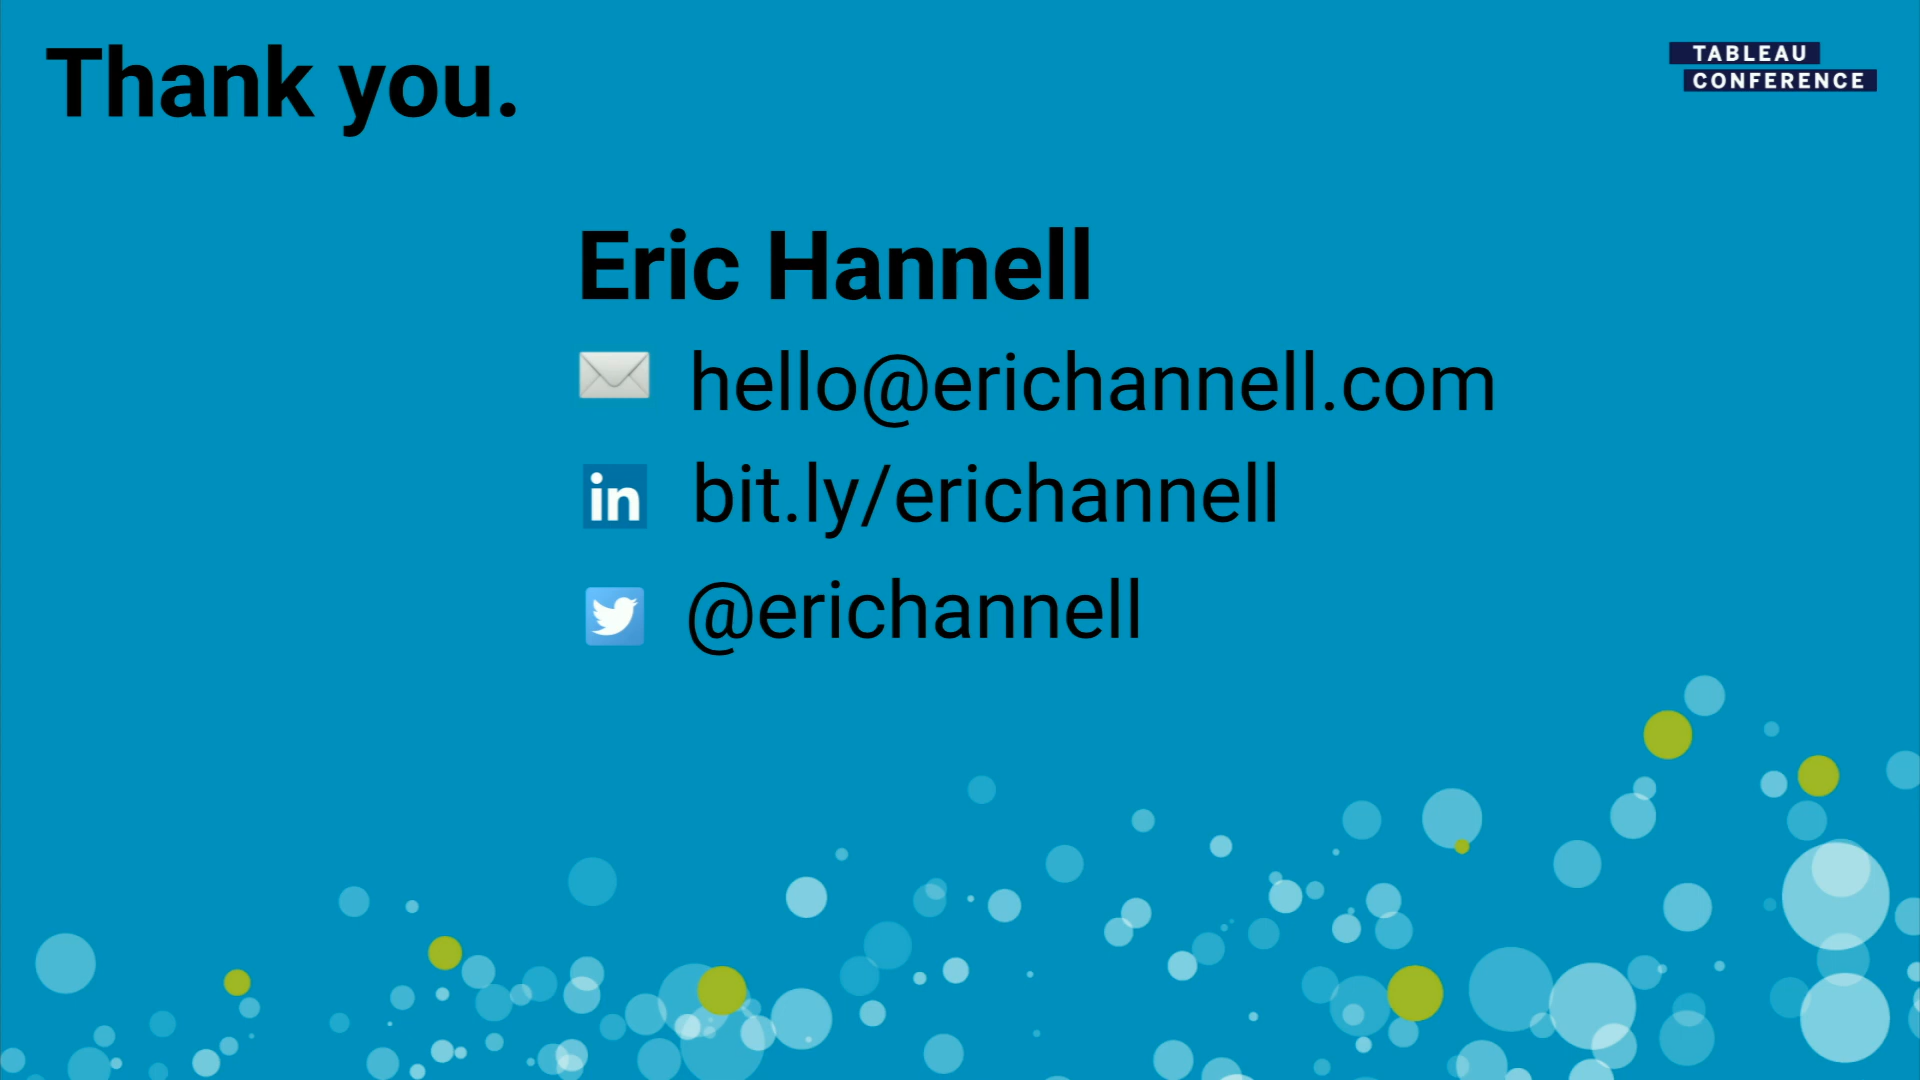 Thank you.
TABLEAU
CONFERENCE
Eric Hannell
hello@erichannell.com
in bit.ly/erichannell
@erichannell